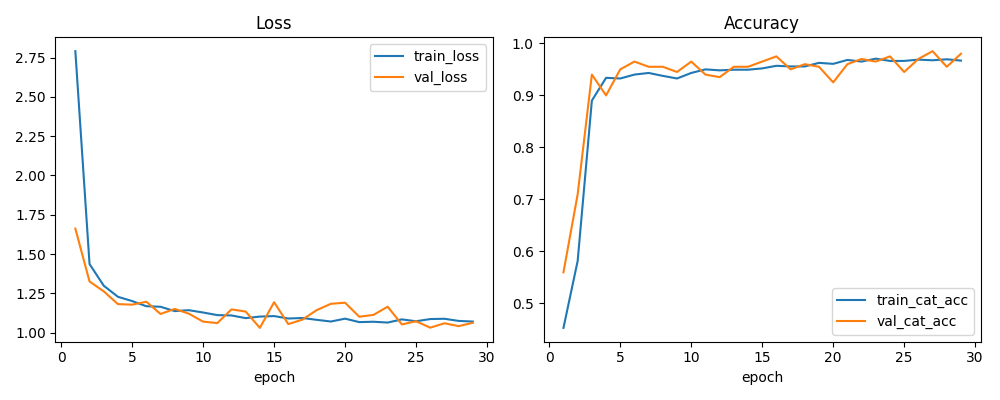 Loss
2.75
2.50
2.25
2.00
1.75
1.50
1.25
1.00
0 5 10 15 20 25 30
epoch
train_loss
val_loss
Accuracy
1.0
0.9
0.8
0.7
0.6
0.5
0 5 10 15 20 25 30
epoch
train_cat_acc
val_cat_acc